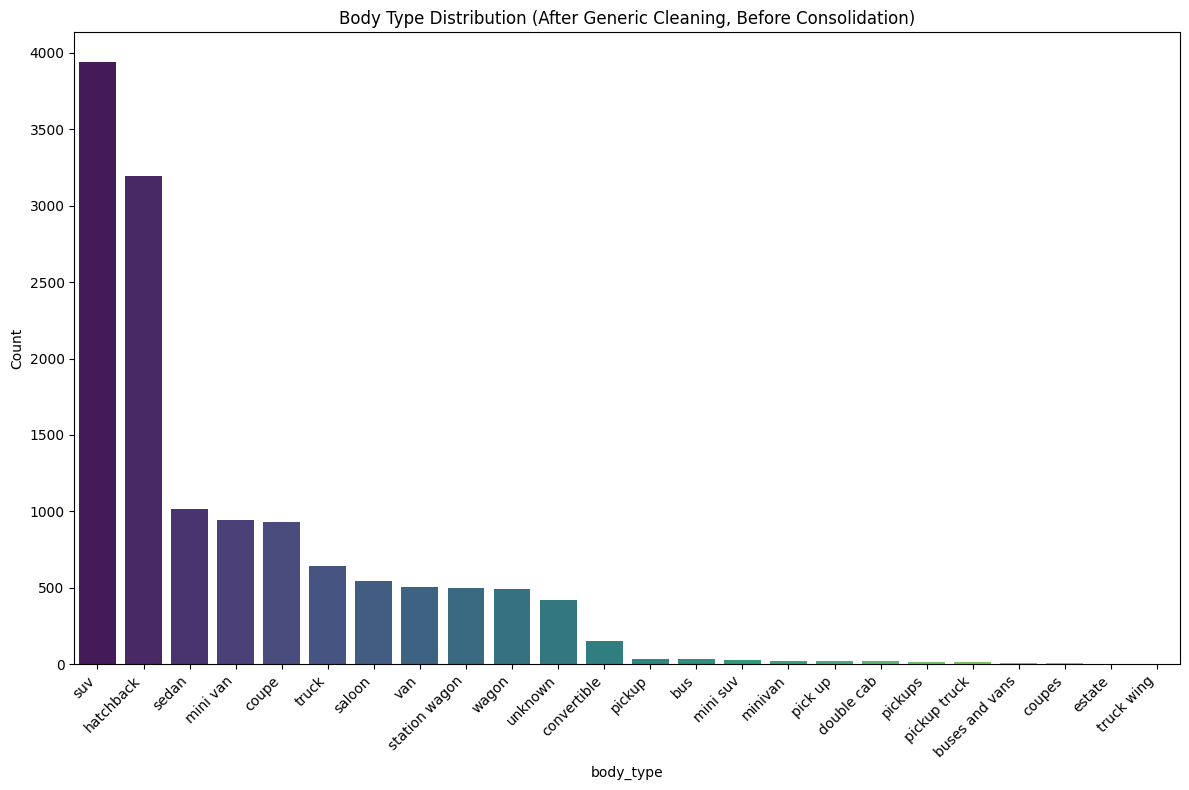 Body Type Distribution (After Generic Cleaning, Before Consolidation)
4000
3500
3000
2500
2000
1500
1000
500
0
Count
suv
hatchback
sedan
mini van
coupe
truck
saloon
van
station wagon
wagon
unknown
convertible
pickup
bus
mini suv
minivan
pick up
double cab
pickups
pickup truck
buses and vans
coupes
estate
truck wing
body_type